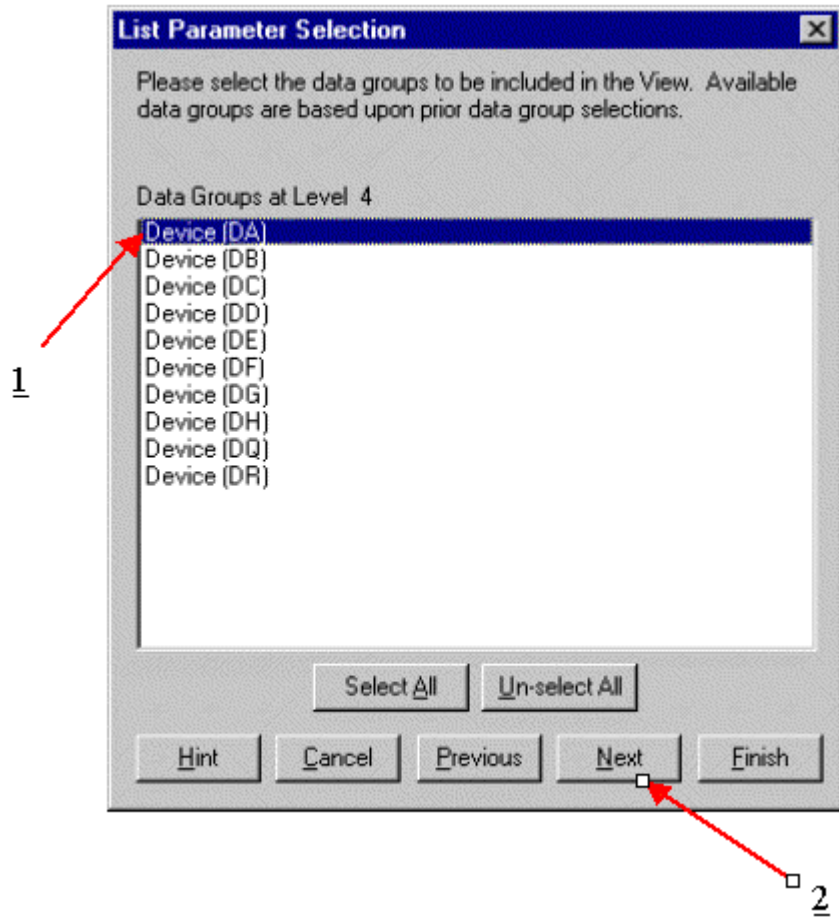 List Parameter Selection
Please select the data groups to be included in the View. Available
data groups are based upon prior data group selections.
Data Groups at Level 4
Device (DA)
Device (DB)
Device (DC)
Device (DD)
Device (DE)
Device (DF)
Device (DG)
Device (DH)
Device (DQ)
Device (DR)
1
Select All Un-select All
Hint Cancel Previous Next Finish
2